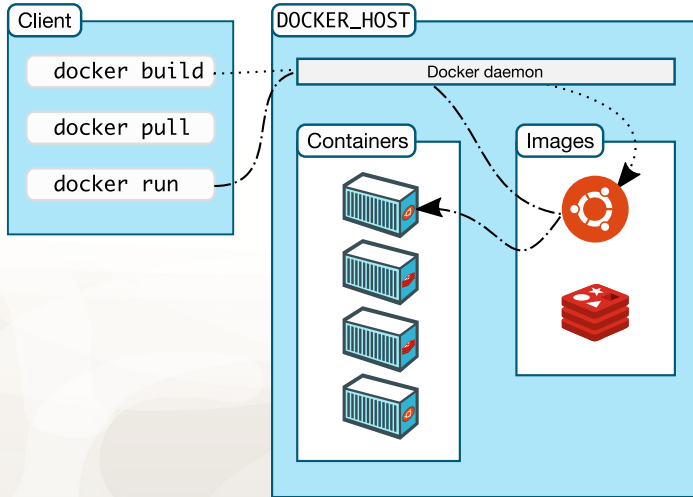 Client
docker build
docker pull
docker run
DOCKER_HOST
Docker daemon
Containers
Images